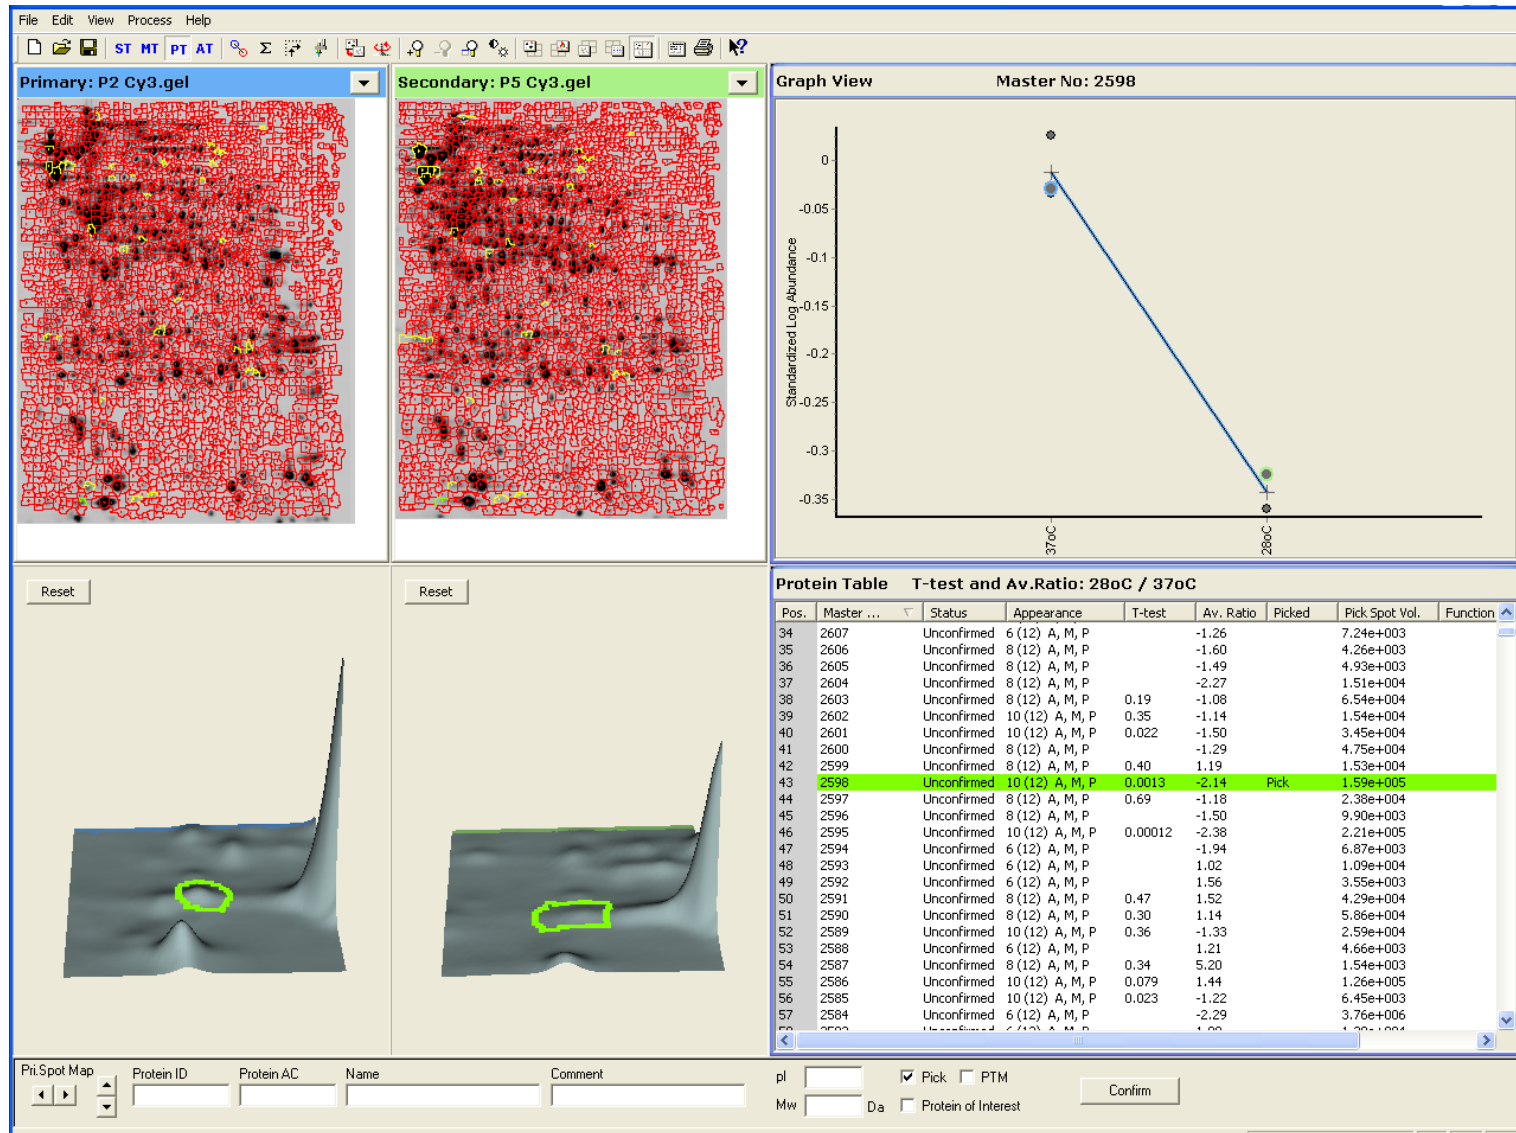 File Edit View Process Help
ST MT PT AT Σ
Primary: P2 Cy3.gel
Secondary: P5 Cy3.gel
Graph View Master No: 2598
Standardized Log Abundance
0
-0.05
-0.1
-0.15
-0.2
-0.25
-0.3
-0.35
37oC
28oC
Reset
Reset
Protein Table T-test and Av.Ratio: 28oC / 37oC
Pos. Master ... Status Appearance T-test Av. Ratio Picked Pick Spot Vol. Function
34 2607 Unconfirmed 6 (12) A, M, P -1.26 7.24e+003
35 2606 Unconfirmed 8 (12) A, M, P -1.60 4.26e+003
36 2605 Unconfirmed 8 (12) A, M, P -1.49 4.93e+003
37 2604 Unconfirmed 8 (12) A, M, P -2.27 1.51e+004
38 2603 Unconfirmed 8 (12) A, M, P 0.19 -1.08 6.54e+004
39 2602 Unconfirmed 10 (12) A, M, P 0.35 -1.14 1.54e+004
40 2601 Unconfirmed 10 (12) A, M, P 0.022 -1.50 3.45e+004
41 2600 Unconfirmed 8 (12) A, M, P -1.29 4.75e+004
42 2599 Unconfirmed 8 (12) A, M, P 0.40 1.19 1.53e+004
43 2598 Unconfirmed 10 (12) A, M, P 0.0013 -2.14 Pick 1.59e+005
44 2597 Unconfirmed 8 (12) A, M, P 0.69 -1.18 2.38e+004
45 2596 Unconfirmed 8 (12) A, M, P -1.50 9.90e+003
46 2595 Unconfirmed 10 (12) A, M, P 0.00012 -2.38 2.21e+005
47 2594 Unconfirmed 6 (12) A, M, P -1.94 6.87e+003
48 2593 Unconfirmed 6 (12) A, M, P 1.02 1.09e+004
49 2592 Unconfirmed 6 (12) A, M, P 1.56 3.55e+003
50 2591 Unconfirmed 8 (12) A, M, P 0.47 1.52 4.29e+004
51 2590 Unconfirmed 8 (12) A, M, P 0.30 1.14 5.86e+004
52 2589 Unconfirmed 10 (12) A, M, P 0.36 -1.33 2.59e+004
53 2588 Unconfirmed 6 (12) A, M, P 1.21 4.66e+003
54 2587 Unconfirmed 8 (12) A, M, P 0.34 5.20 1.54e+003
55 2586 Unconfirmed 10 (12) A, M, P 0.079 1.44 1.26e+005
56 2585 Unconfirmed 10 (12) A, M, P 0.023 -1.22 6.45e+003
57 2584 Unconfirmed 6 (12) A, M, P -2.29 3.76e+006
Pri.Spot Map Protein ID Protein AC Name Comment pI Pick PTM Confirm
Mw Da Protein of Interest